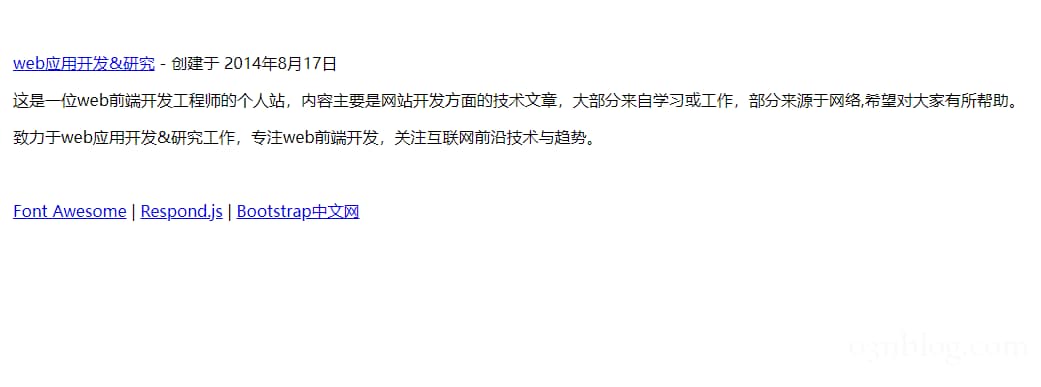 web应用开发&研究 - 创建于 2014年8月17日
这是一位web前端开发工程师的个人站，内容主要是网站开发方面的技术文章，大部分来自学习或工作，部分来源于网络,希望对大家有所帮助。
致力于web应用开发&研究工作，专注web前端开发，关注互联网前沿技术与趋势。
Font Awesome | Respond.js | Bootstrap中文网